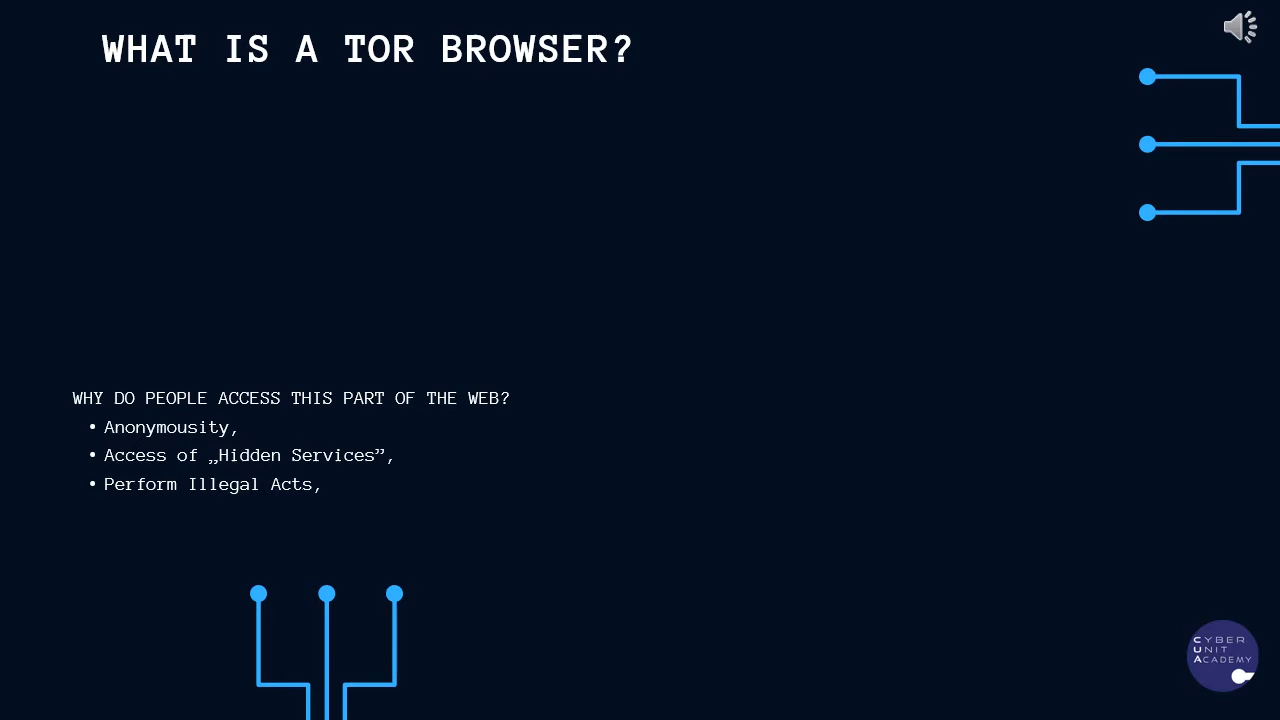 WHAT IS A TOR BROWSER?
WHY DO PEOPLE ACCESS THIS PART OF THE WEB?
• Anonymousity,
• Access of „Hidden Services”,
• Perform Illegal Acts,
CYBER
UNIT
ACADEMY